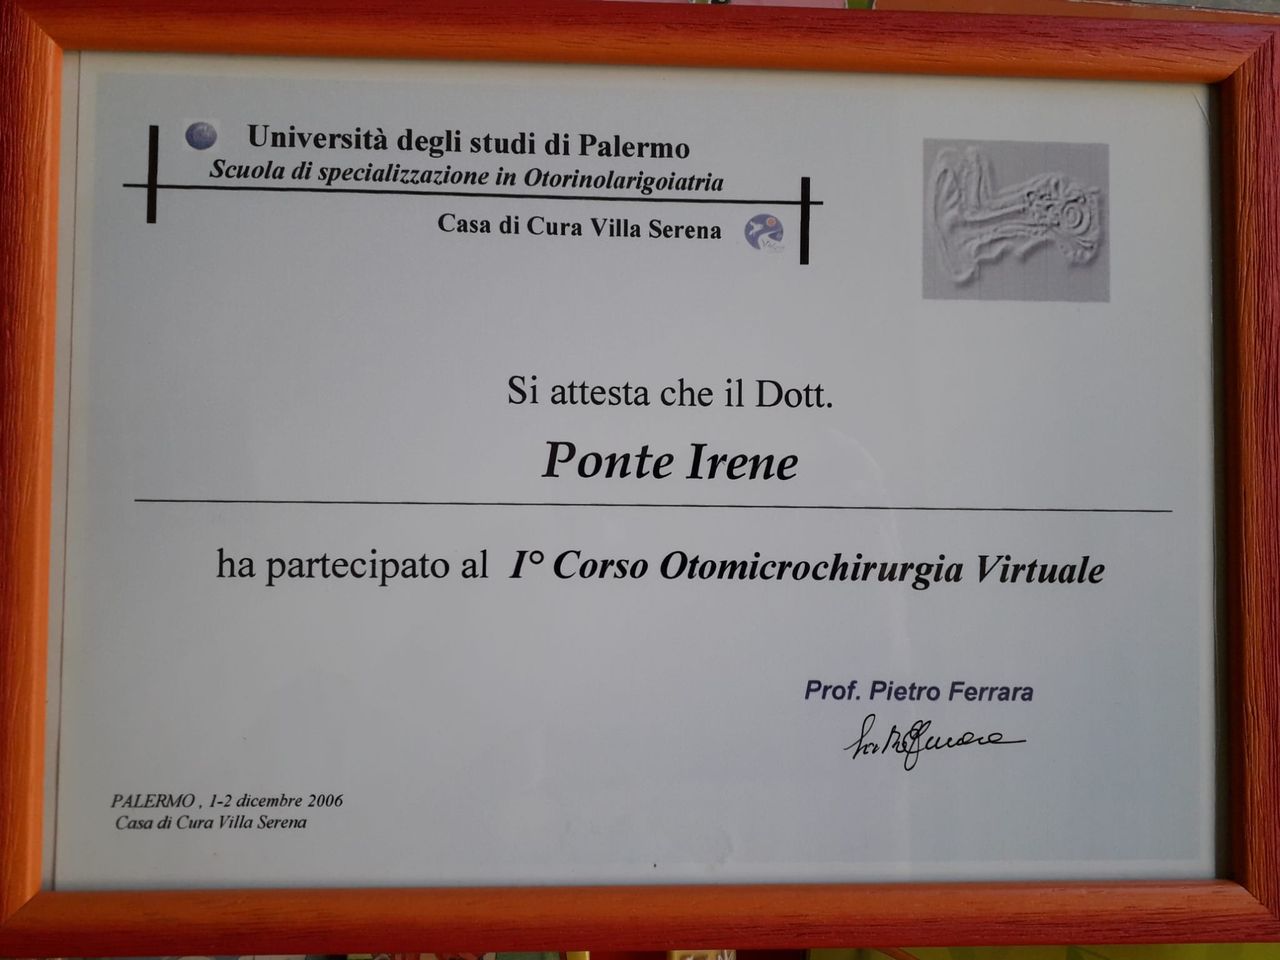 Università degli studi di Palermo
Scuola di specializzazione in Otorinolarigoiatria
Casa di Cura Villa Serena
Si attesta che il Dott.
Ponte Irene
ha partecipato al I° Corso Otomicrochirurgia Virtuale
Prof. Pietro Ferrara
PALERMO , 1-2 dicembre 2006
Casa di Cura Villa Serena